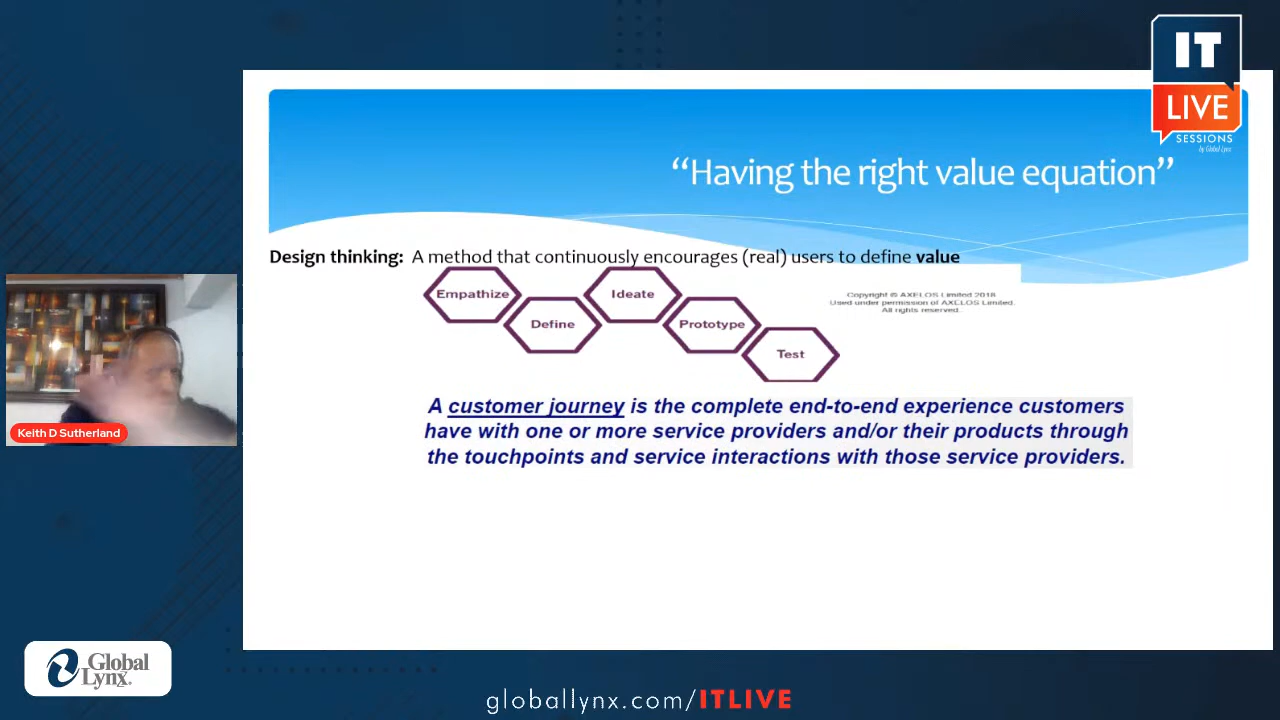 IT
LIVE
SESSIONS
by Global Lynx
“Having the right value equation”
Design thinking: A method that continuously encourages (real) users to define value
Empathize
Define
Ideate
Prototype
Test
Copyright © AXELOS Limited 2018.
Used under permission of AXELOS Limited.
All rights reserved.
A customer journey is the complete end-to-end experience customers
have with one or more service providers and/or their products through
the touchpoints and service interactions with those service providers.
Keith D Sutherland
Global
Lynx®
globallynx.com/ITLIVE